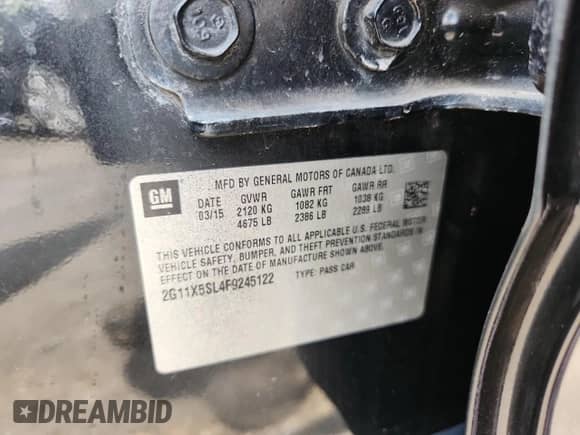 109
GM
MFD BY GENERAL MOTORS OF CANADA LTD.
DATE GVWR GAWR FRT GAWR RR
03/15 2120 KG 1082 KG 1038 KG
4675 LB 2386 LB 2289 LB
THIS VEHICLE CONFORMS TO ALL APPLICABLE U.S. FEDERAL MOTOR
VEHICLE SAFETY, BUMPER, AND THEFT PREVENTION STANDARDS IN
EFFECT ON THE DATE OF MANUFACTURE SHOWN ABOVE.
2G11X5SL4F9245122 TYPE: PASS CAR
DREAMBID